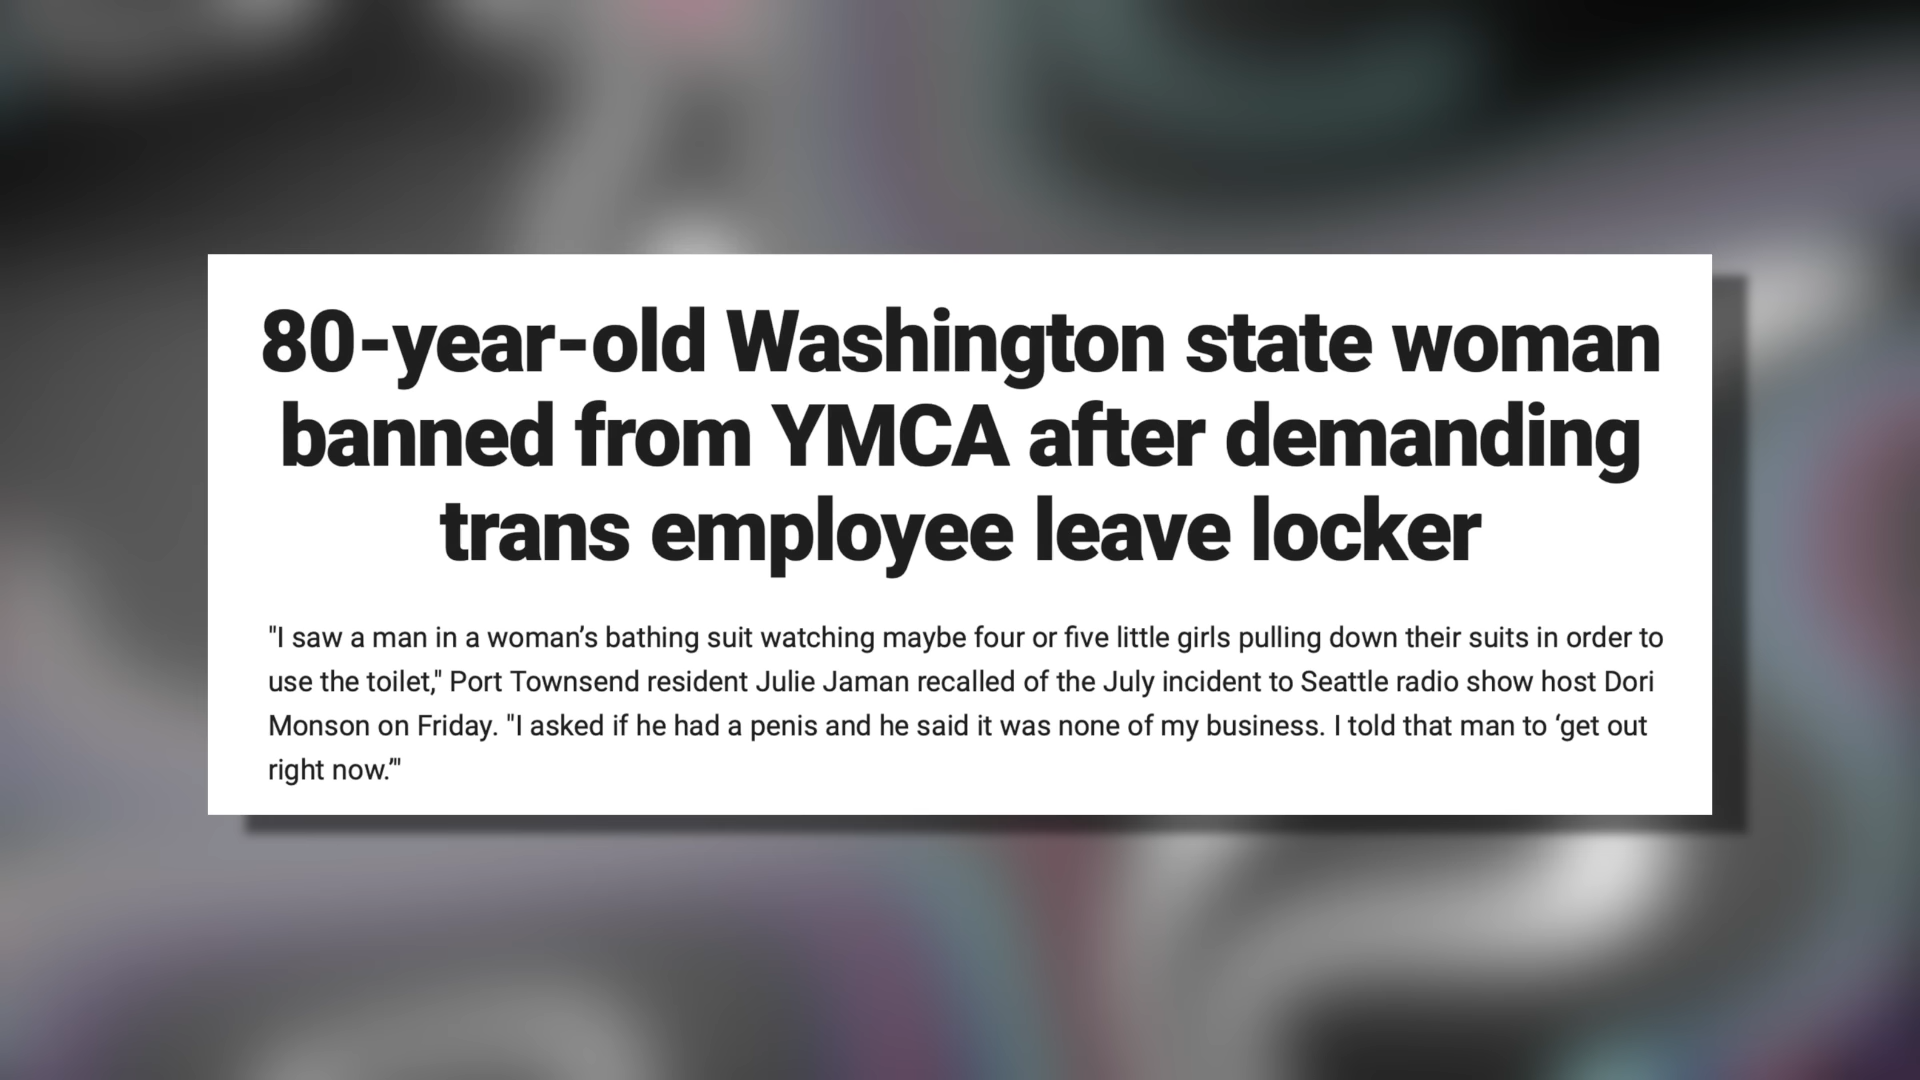 80-year-old Washington state woman
banned from YMCA after demanding
trans employee leave locker
"I saw a man in a woman’s bathing suit watching maybe four or five little girls pulling down their suits in order to
use the toilet," Port Townsend resident Julie Jaman recalled of the July incident to Seattle radio show host Dori
Monson on Friday. "I asked if he had a penis and he said it was none of my business. I told that man to ‘get out
right now.’"